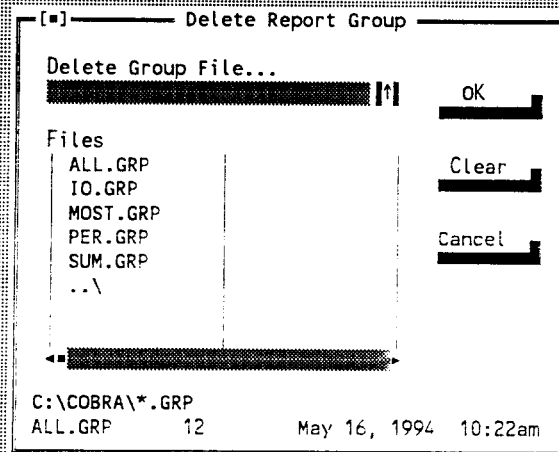 Delete Report Group
Delete Group File...
oK
Files
ALL.GRP
Clear
IO.GRP
MOST.GRP
PER.GRP
Cancel
SUM.GRP
..\
C:\COBRA\*.GRP
ALL.GRP 12 May 16, 1994 10:22am